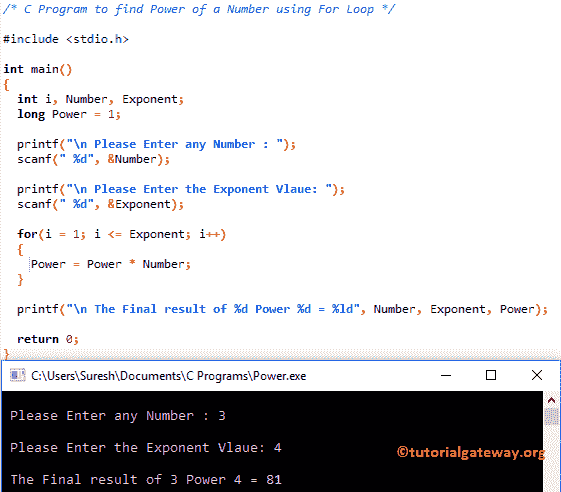 /* C Program to find Power of a Number using For Loop */
#include <stdio.h>
int main()
{
int i, Number, Exponent;
long Power = 1;
printf("\n Please Enter any Number : ");
scanf(" %d", &Number);
printf("\n Please Enter the Exponent Vlaue: ");
scanf(" %d", &Exponent);
for(i = 1; i <= Exponent; i++)
{
Power = Power * Number;
}
printf("\n The Final result of %d Power %d = %ld", Number, Exponent, Power);
return 0;
}
C:\Users\Suresh\Documents\C Programs\Power.exe
Please Enter any Number : 3
Please Enter the Exponent Vlaue: 4
©tutorialgateway.org
The Final result of 3 Power 4 = 81